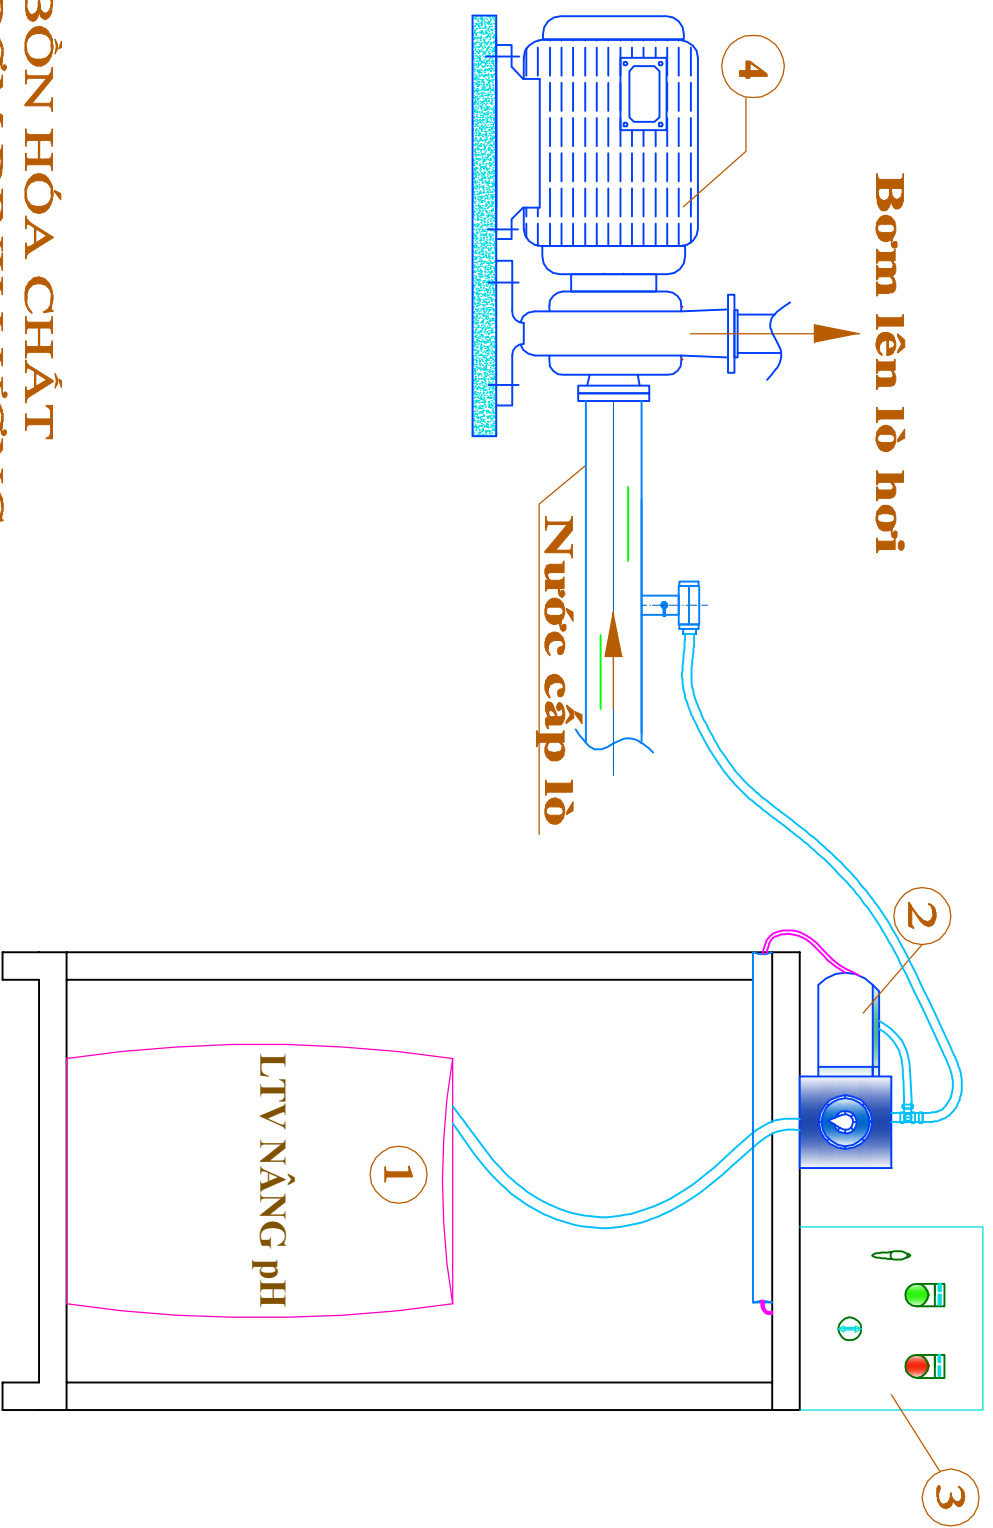 Bơm lên lò hơi
4
2
3
Nước cấp lò
1
LTV NÂNG pH
BỒN HÓA CHẤT